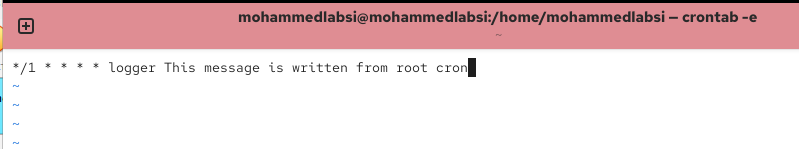 mohammedlabsi@mohammedlabsi:/home/mohammedlabsi — crontab -e
~
*/1 * * * * logger This message is written from root cron
~
~
~
~